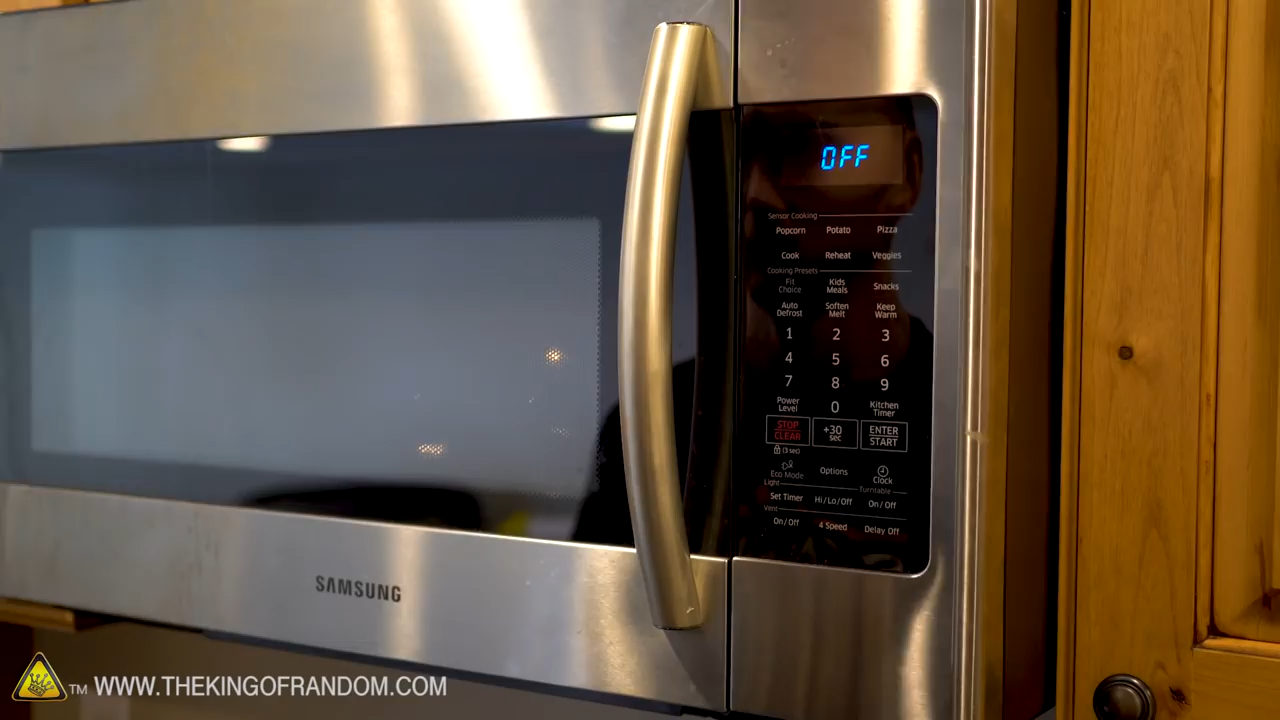 OFF
Sensor Cooking
Popcorn Potato Pizza
Cook Reheat Veggies
Cooking Presets
Fit Choice Kids Meals Snacks
Auto Defrost Soften Melt Keep Warm
1 2 3
4 5 6
7 8 9
Power Level 0 Kitchen Timer
STOP CLEAR +30 sec ENTER START
(3 sec)
Eco Mode Options Clock
Light Turntable
Set Timer Hi/Lo/Off On/Off
Vent
On/Off 4 Speed Delay Off
SAMSUNG
TM WWW.THEKINGOFRANDOM.COM